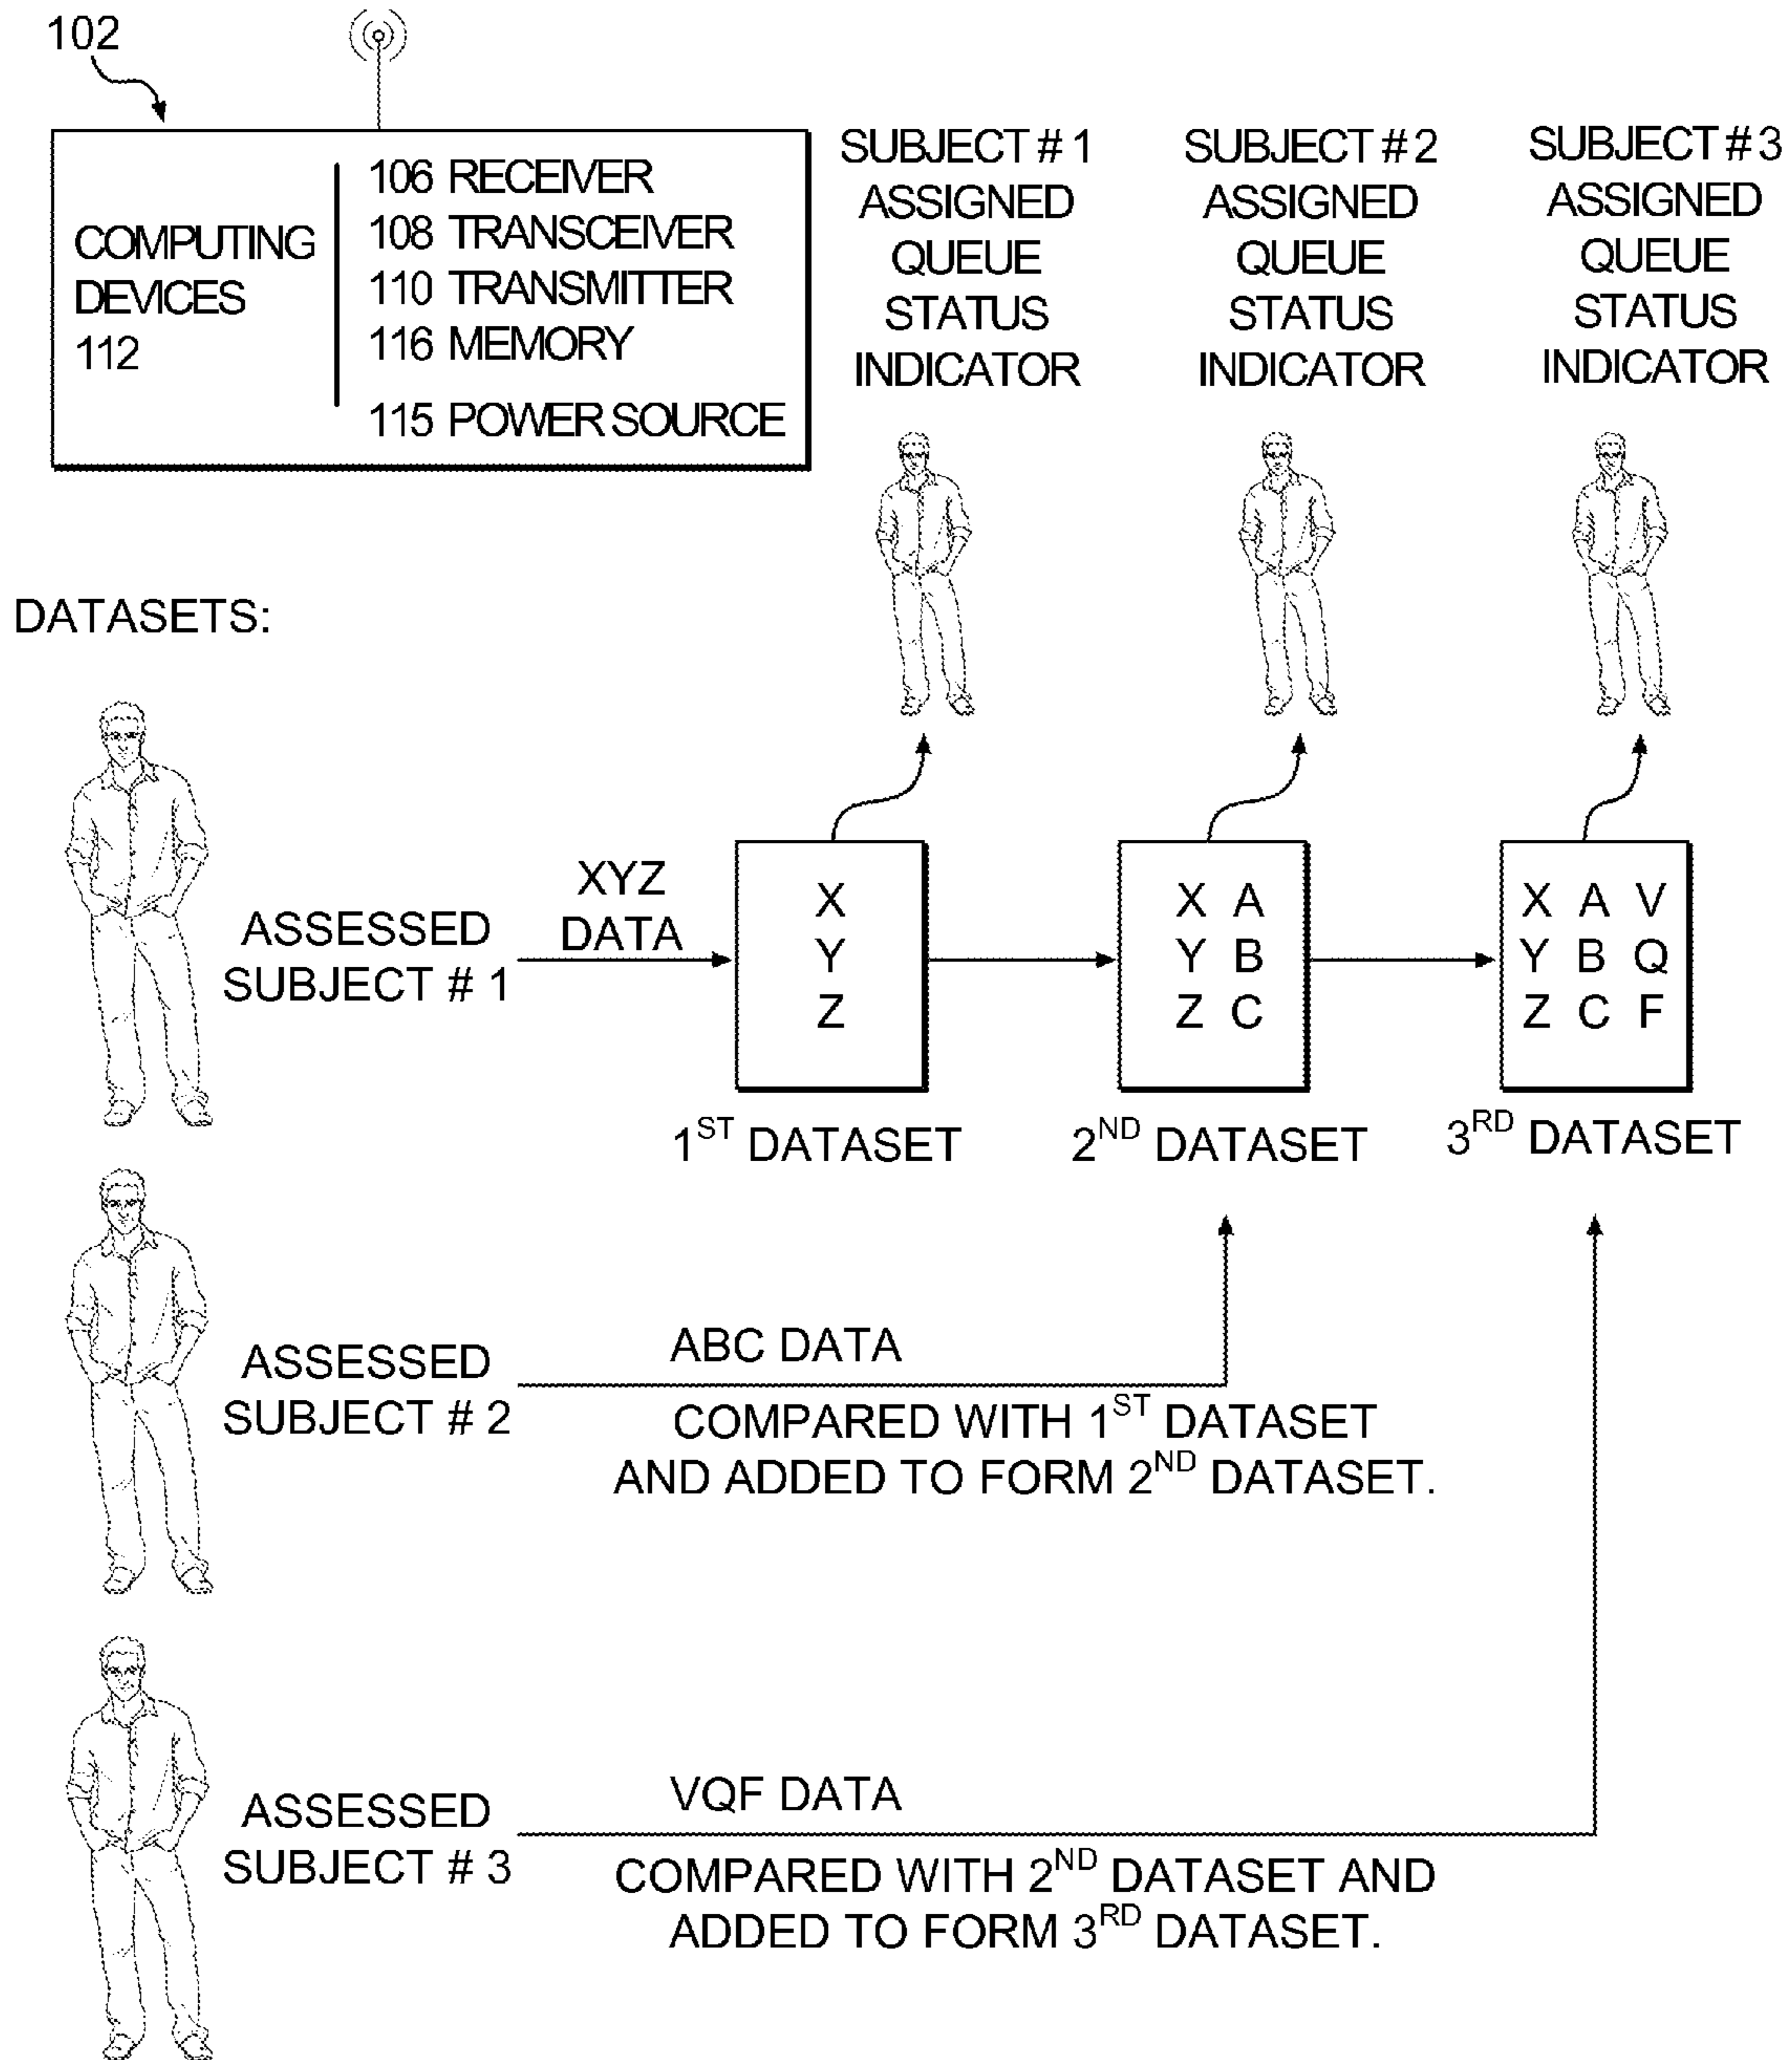 102
COMPUTING
DEVICES
112
106 RECEIVER
108 TRANSCEIVER
110 TRANSMITTER
116 MEMORY
115 POWER SOURCE
SUBJECT # 1
ASSIGNED
QUEUE
STATUS
INDICATOR
SUBJECT # 2
ASSIGNED
QUEUE
STATUS
INDICATOR
SUBJECT # 3
ASSIGNED
QUEUE
STATUS
INDICATOR
DATASETS:
ASSESSED
SUBJECT # 1
XYZ
DATA
X
Y
Z
1ST DATASET
X A
Y B
Z C
2ND DATASET
X A V
Y B Q
Z C F
3RD DATASET
ASSESSED
SUBJECT # 2
ABC DATA
COMPARED WITH 1ST DATASET
AND ADDED TO FORM 2ND DATASET.
ASSESSED
SUBJECT # 3
VQF DATA
COMPARED WITH 2ND DATASET AND
ADDED TO FORM 3RD DATASET.